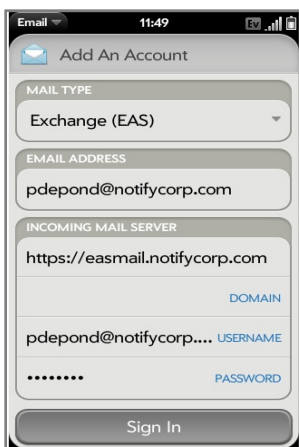 Email 11:49 Ev
Add An Account
MAIL TYPE
Exchange (EAS)
EMAIL ADDRESS
pdepond@notifycorp.com
INCOMING MAIL SERVER
https://easmail.notifycorp.com
DOMAIN
pdepond@notifycorp.... USERNAME
•••••••• PASSWORD
Sign In